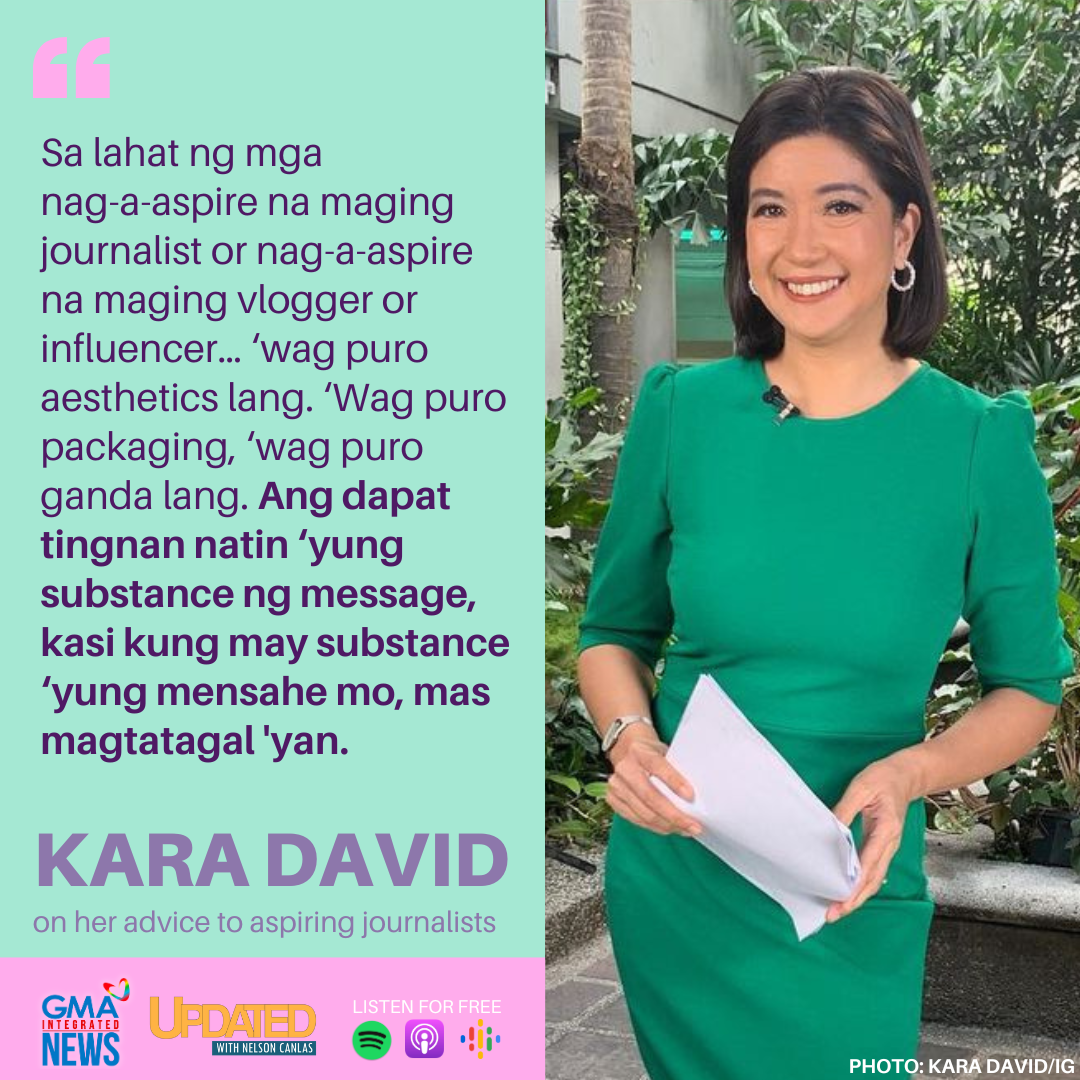 Sa lahat ng mga
nag-a-aspire na maging
journalist or nag-a-aspire
na maging vlogger or
influencer... ‘wag puro
aesthetics lang. ‘Wag puro
packaging, ‘wag puro
ganda lang. Ang dapat
tingnan natin ‘yung
substance ng message,
kasi kung may substance
‘yung mensahe mo, mas
magtatagal 'yan.
KARA DAVID
on her advice to aspiring journalists
GMA
INTEGRATED
NEWS
UPDATED
WITH NELSON CANLAS
LISTEN FOR FREE
PHOTO: KARA DAVID/IG